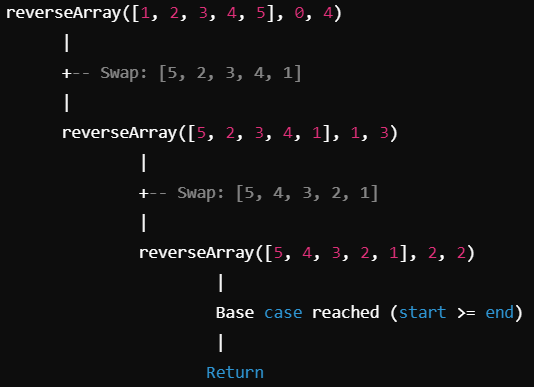 reverseArray([1, 2, 3, 4, 5], 0, 4)
|
+-- Swap: [5, 2, 3, 4, 1]
|
reverseArray([5, 2, 3, 4, 1], 1, 3)
|
+-- Swap: [5, 4, 3, 2, 1]
|
reverseArray([5, 4, 3, 2, 1], 2, 2)
|
Base case reached (start >= end)
|
Return